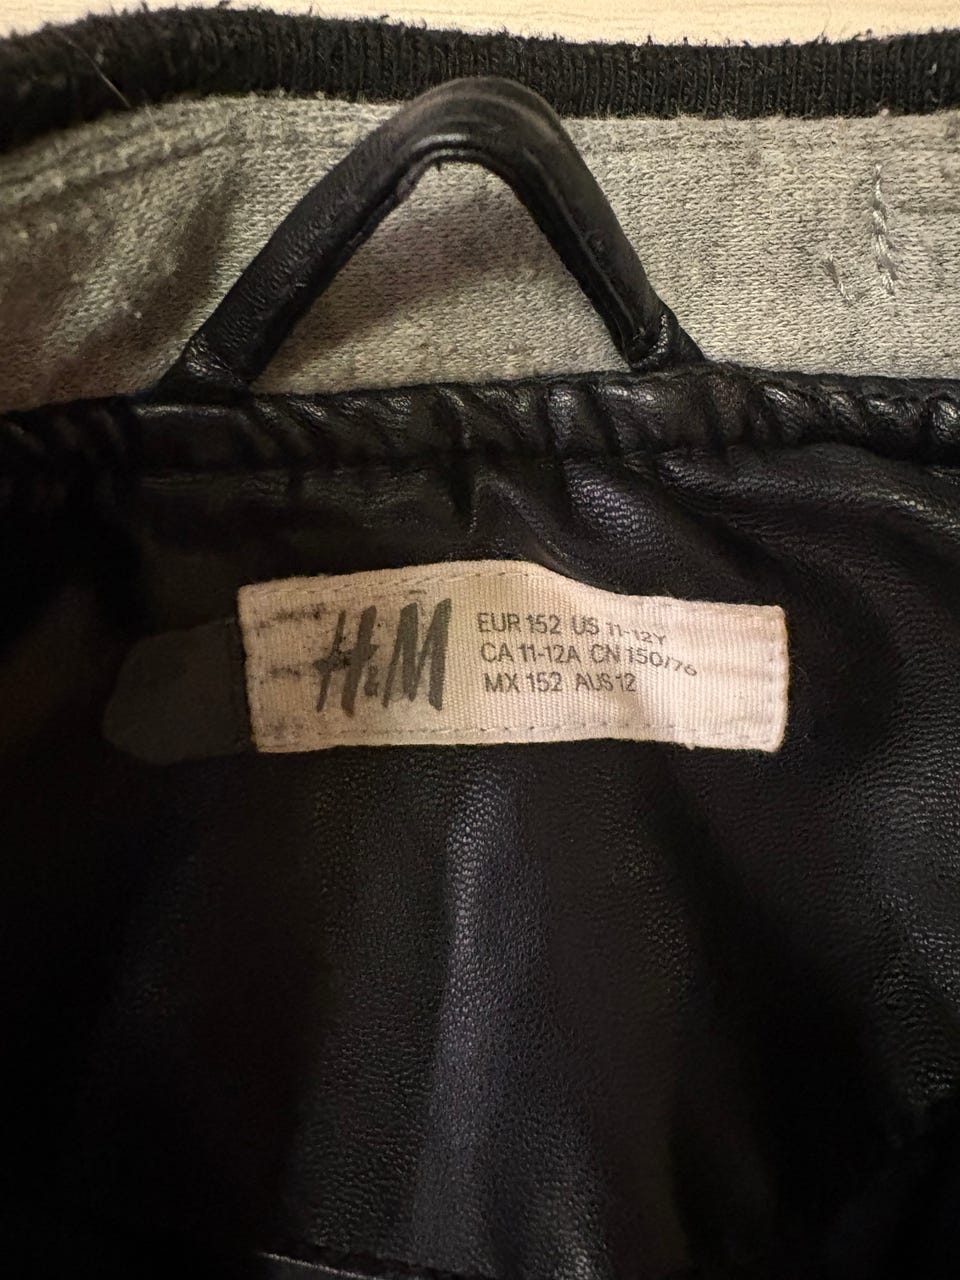 H&M
EUR 152 US 11-12Y
CA 11-12A CN 150/76
MX 152 AUS 12